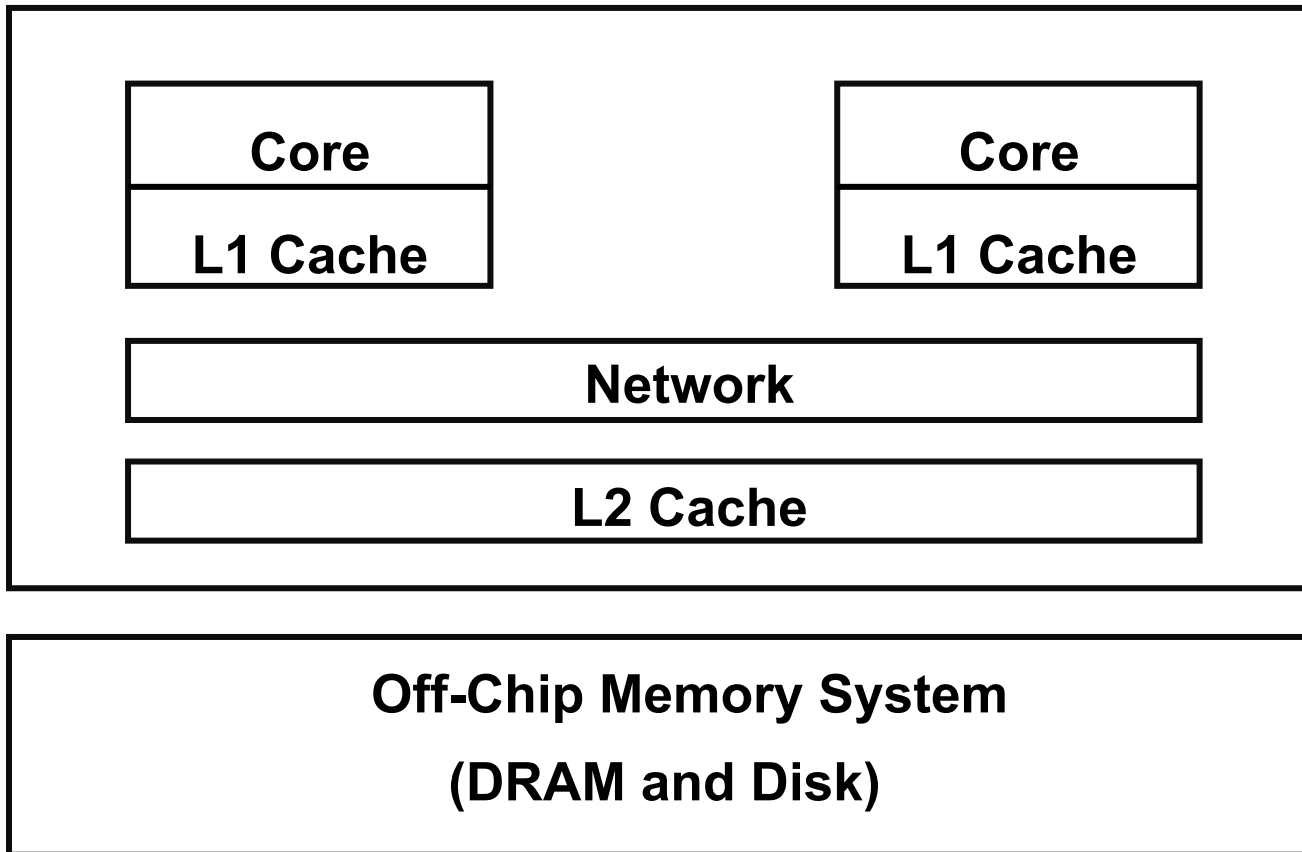 Core
Core
L1 Cache
L1 Cache
Network
L2 Cache
Off-Chip Memory System
(DRAM and Disk)